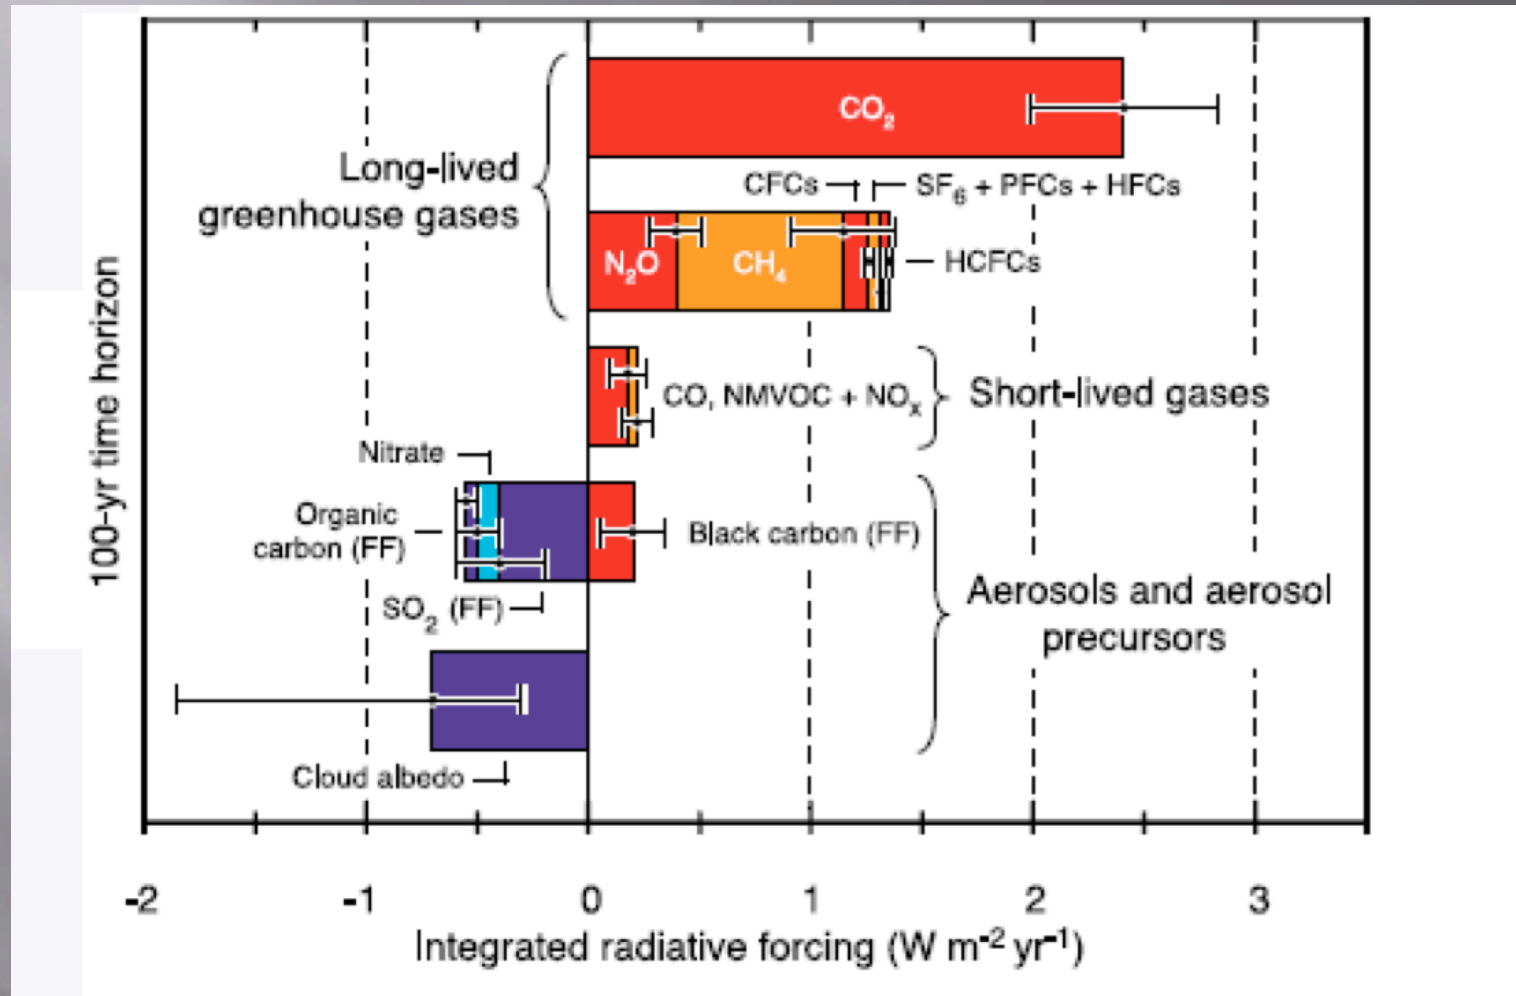 CO₂
Long-lived
greenhouse gases
CFCs
SF₆ + PFCs + HFCs
N₂O
CH₄
HCFCs
100-yr time horizon
CO, NMVOC + NOₓ
Short-lived gases
Nitrate
Organic
carbon (FF)
Black carbon (FF)
SO₂ (FF)
Aerosols and aerosol
precursors
Cloud albedo
-2 -1 0 1 2 3
Integrated radiative forcing (W m⁻² yr⁻¹)